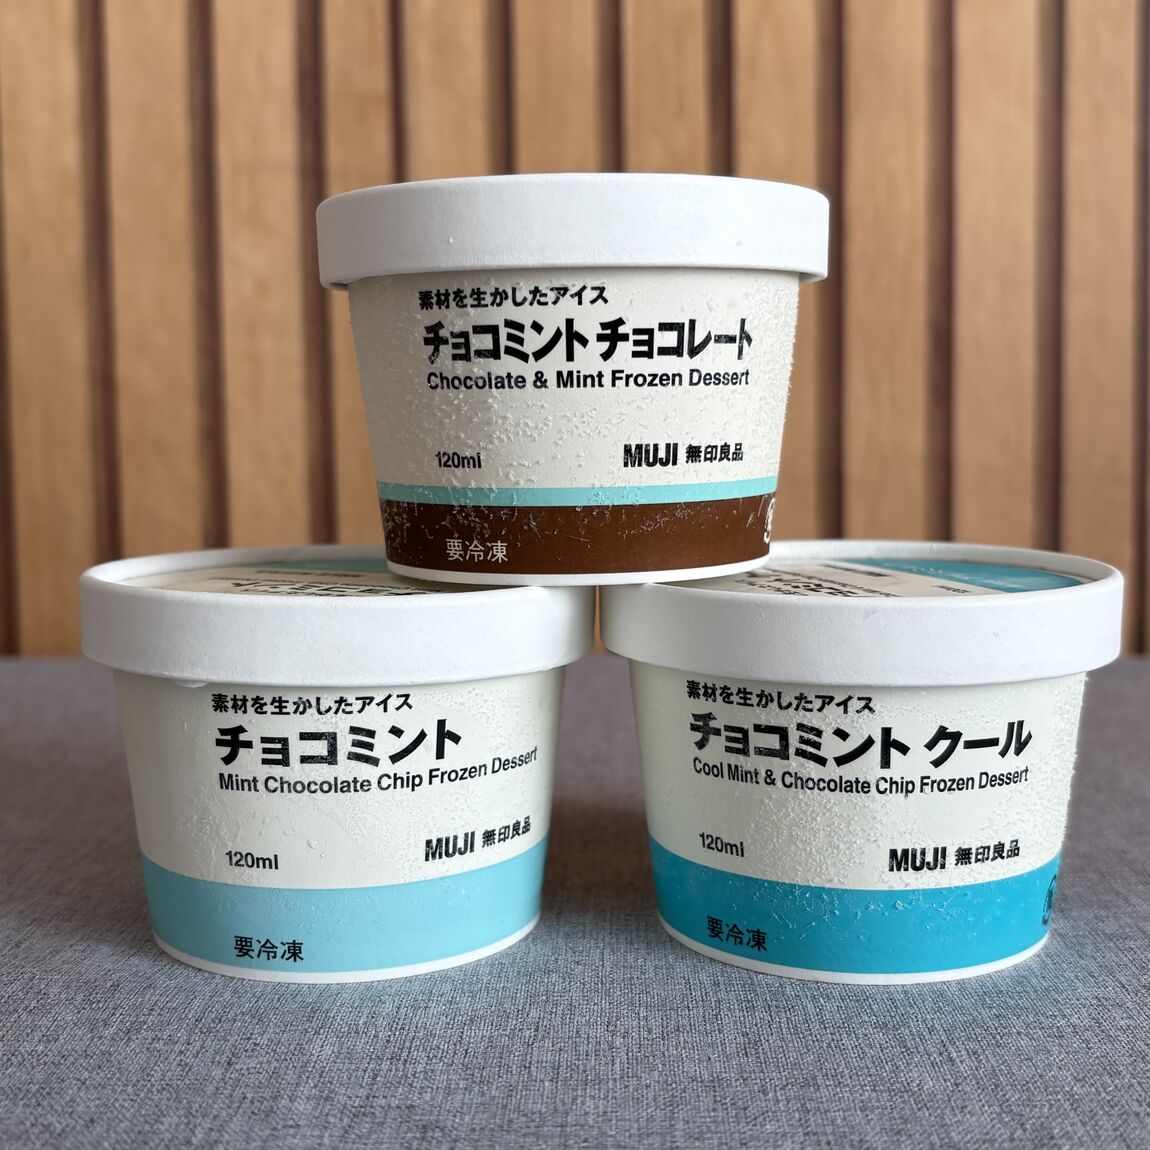 素材を生かしたアイス
チョコミント チョコレート
Chocolate & Mint Frozen Dessert
120ml
MUJI 無印良品
要冷凍
素材を生かしたアイス
チョコミント
Mint Chocolate Chip Frozen Dessert
120ml
MUJI 無印良品
要冷凍
素材を生かしたアイス
チョコミント クール
Cool Mint & Chocolate Chip Frozen Dessert
120ml
MUJI 無印良品
要冷凍